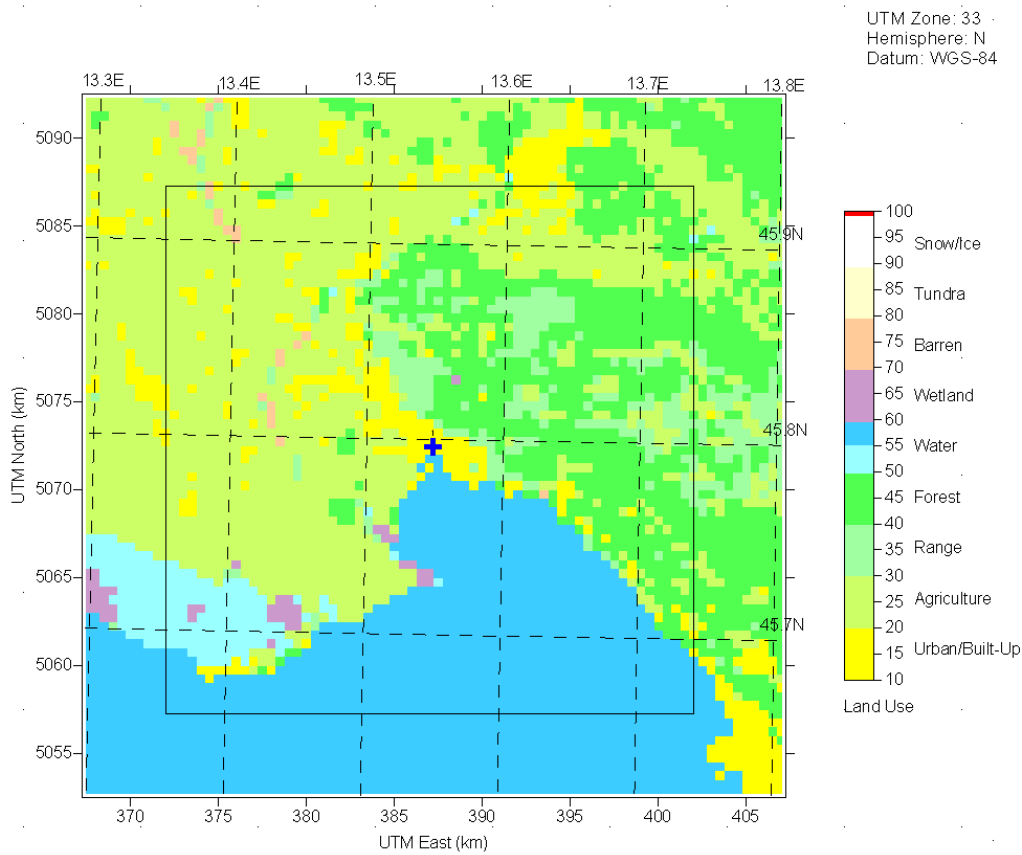 UTM Zone: 33
Hemisphere: N
Datum: WGS-84
13.3E 13.4E 13.5E 13.6E 13.7E 13.8E
5090
5085
5080
5075
5070
5065
5060
5055
UTM North (km)
45.9N
45.8N
45.7N
370 375 380 385 390 395 400 405
UTM East (km)
100
95 Snow/Ice
90
85 Tundra
80
75 Barren
70
65 Wetland
60
55 Water
50
45 Forest
40
35 Range
30
25 Agriculture
20
15 Urban/Built-Up
10
Land Use